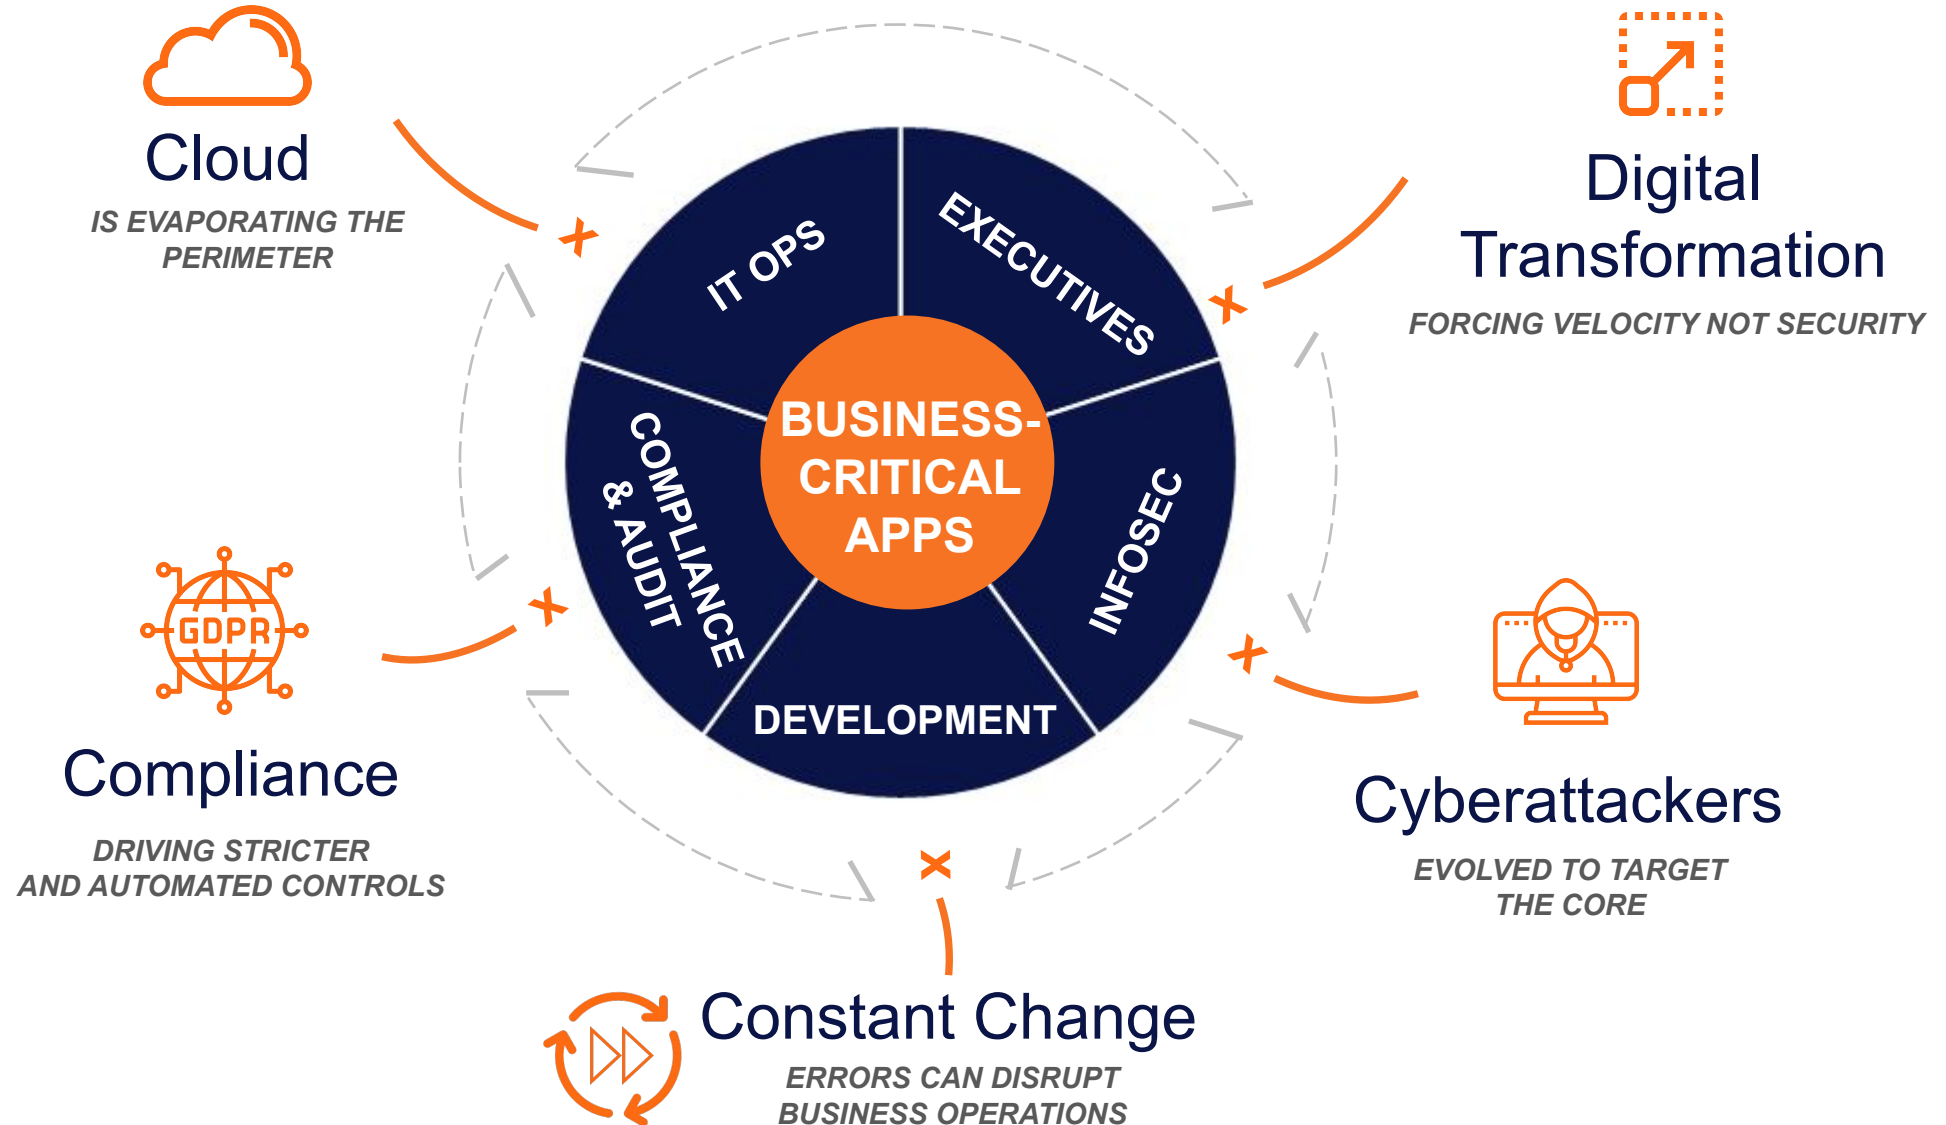 Cloud
IS EVAPORATING THE
PERIMETER
Digital
Transformation
FORCING VELOCITY NOT SECURITY
IT OPS
EXECUTIVES
BUSINESS-
CRITICAL
APPS
COMPLIANCE
& AUDIT
INFOSEC
DEVELOPMENT
GDPR
Compliance
DRIVING STRICTER
AND AUTOMATED CONTROLS
Cyberattackers
EVOLVED TO TARGET
THE CORE
Constant Change
ERRORS CAN DISRUPT
BUSINESS OPERATIONS